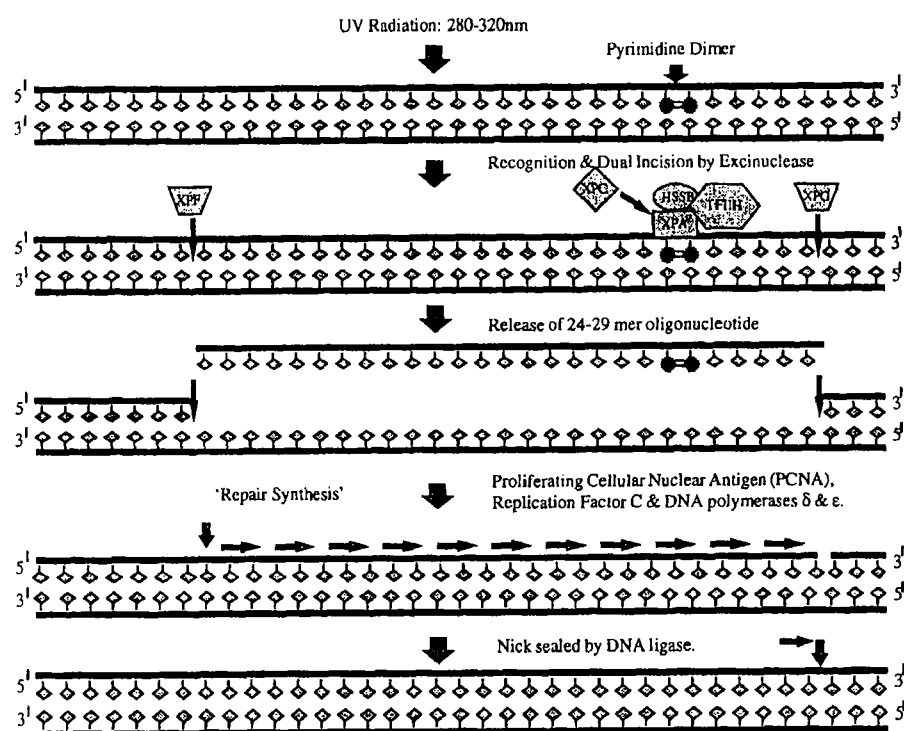 UV Radiation: 280-320nm
Pyrimidine Dimer
5' 3'
3' 5'
Recognition & Dual Incision by Excinuclease
XPF XPC HSSB TFIIH XPG
XPA
5' 3'
3' 5'
Release of 24-29 mer oligonucleotide
5' 3'
3' 5'
'Repair Synthesis'
Proliferating Cellular Nuclear Antigen (PCNA),
Replication Factor C & DNA polymerases δ & ε.
5' 3'
3' 5'
Nick sealed by DNA ligase.
5' 3'
3' 5'